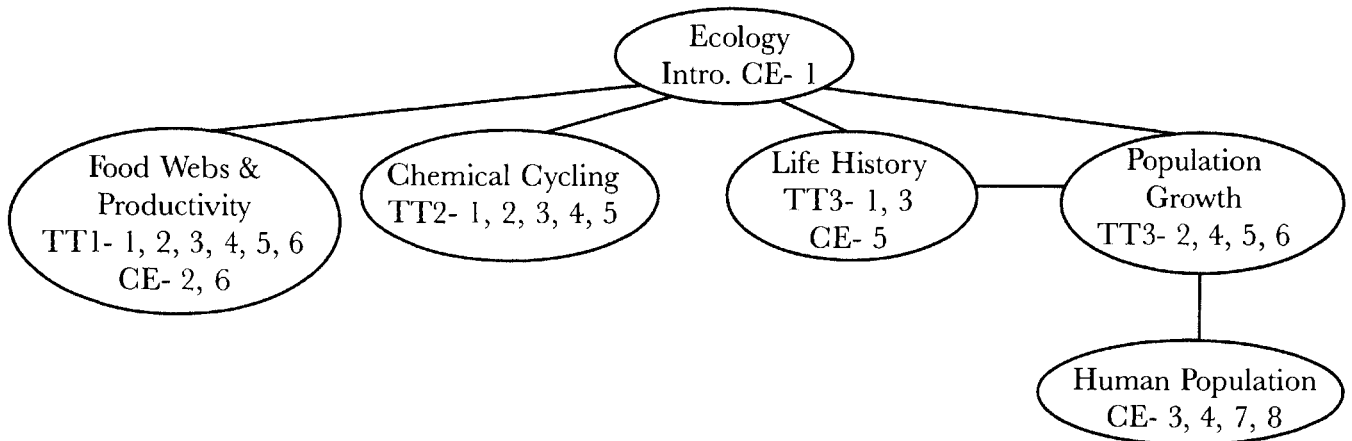 Ecology
Intro. CE- 1
Food Webs &
Productivity
TT1- 1, 2, 3, 4, 5, 6
CE- 2, 6
Chemical Cycling
TT2- 1, 2, 3, 4, 5
Life History
TT3- 1, 3
CE- 5
Population
Growth
TT3- 2, 4, 5, 6
Human Population
CE- 3, 4, 7, 8